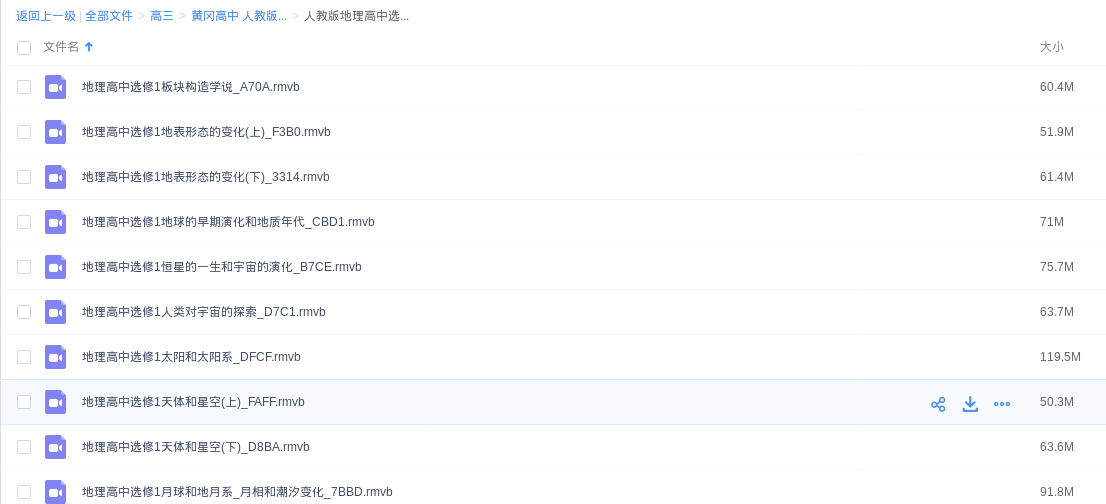 返回上一级 | 全部文件 > 高三 > 黄冈高中 人教版... > 人教版地理高中选...
文件名 大小
地理高中选修1板块构造学说_A70A.rmvb 60.4M
地理高中选修1地表形态的变化(上)_F3B0.rmvb 51.9M
地理高中选修1地表形态的变化(下)_3314.rmvb 61.4M
地理高中选修1地球的早期演化和地质年代_CBD1.rmvb 71M
地理高中选修1恒星的一生和宇宙的演化_B7CE.rmvb 75.7M
地理高中选修1人类对宇宙的探索_D7C1.rmvb 63.7M
地理高中选修1太阳和太阳系_DFCF.rmvb 119.5M
地理高中选修1天体和星空(上)_FAFF.rmvb 50.3M
地理高中选修1天体和星空(下)_D8BA.rmvb 63.6M
地理高中选修1月球和地月系_月相和潮汐变化_7BBD.rmvb 91.8M